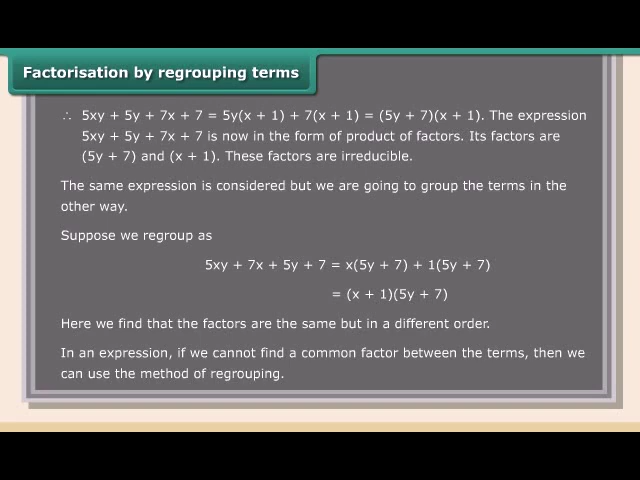 Factorisation by regrouping terms
∴ 5xy + 5y + 7x + 7 = 5y(x + 1) + 7(x + 1) = (5y + 7)(x + 1). The expression
5xy + 5y + 7x + 7 is now in the form of product of factors. Its factors are
(5y + 7) and (x + 1). These factors are irreducible.
The same expression is considered but we are going to group the terms in the
other way.
Suppose we regroup as
5xy + 7x + 5y + 7 = x(5y + 7) + 1(5y + 7)
= (x + 1)(5y + 7)
Here we find that the factors are the same but in a different order.
In an expression, if we cannot find a common factor between the terms, then we
can use the method of regrouping.